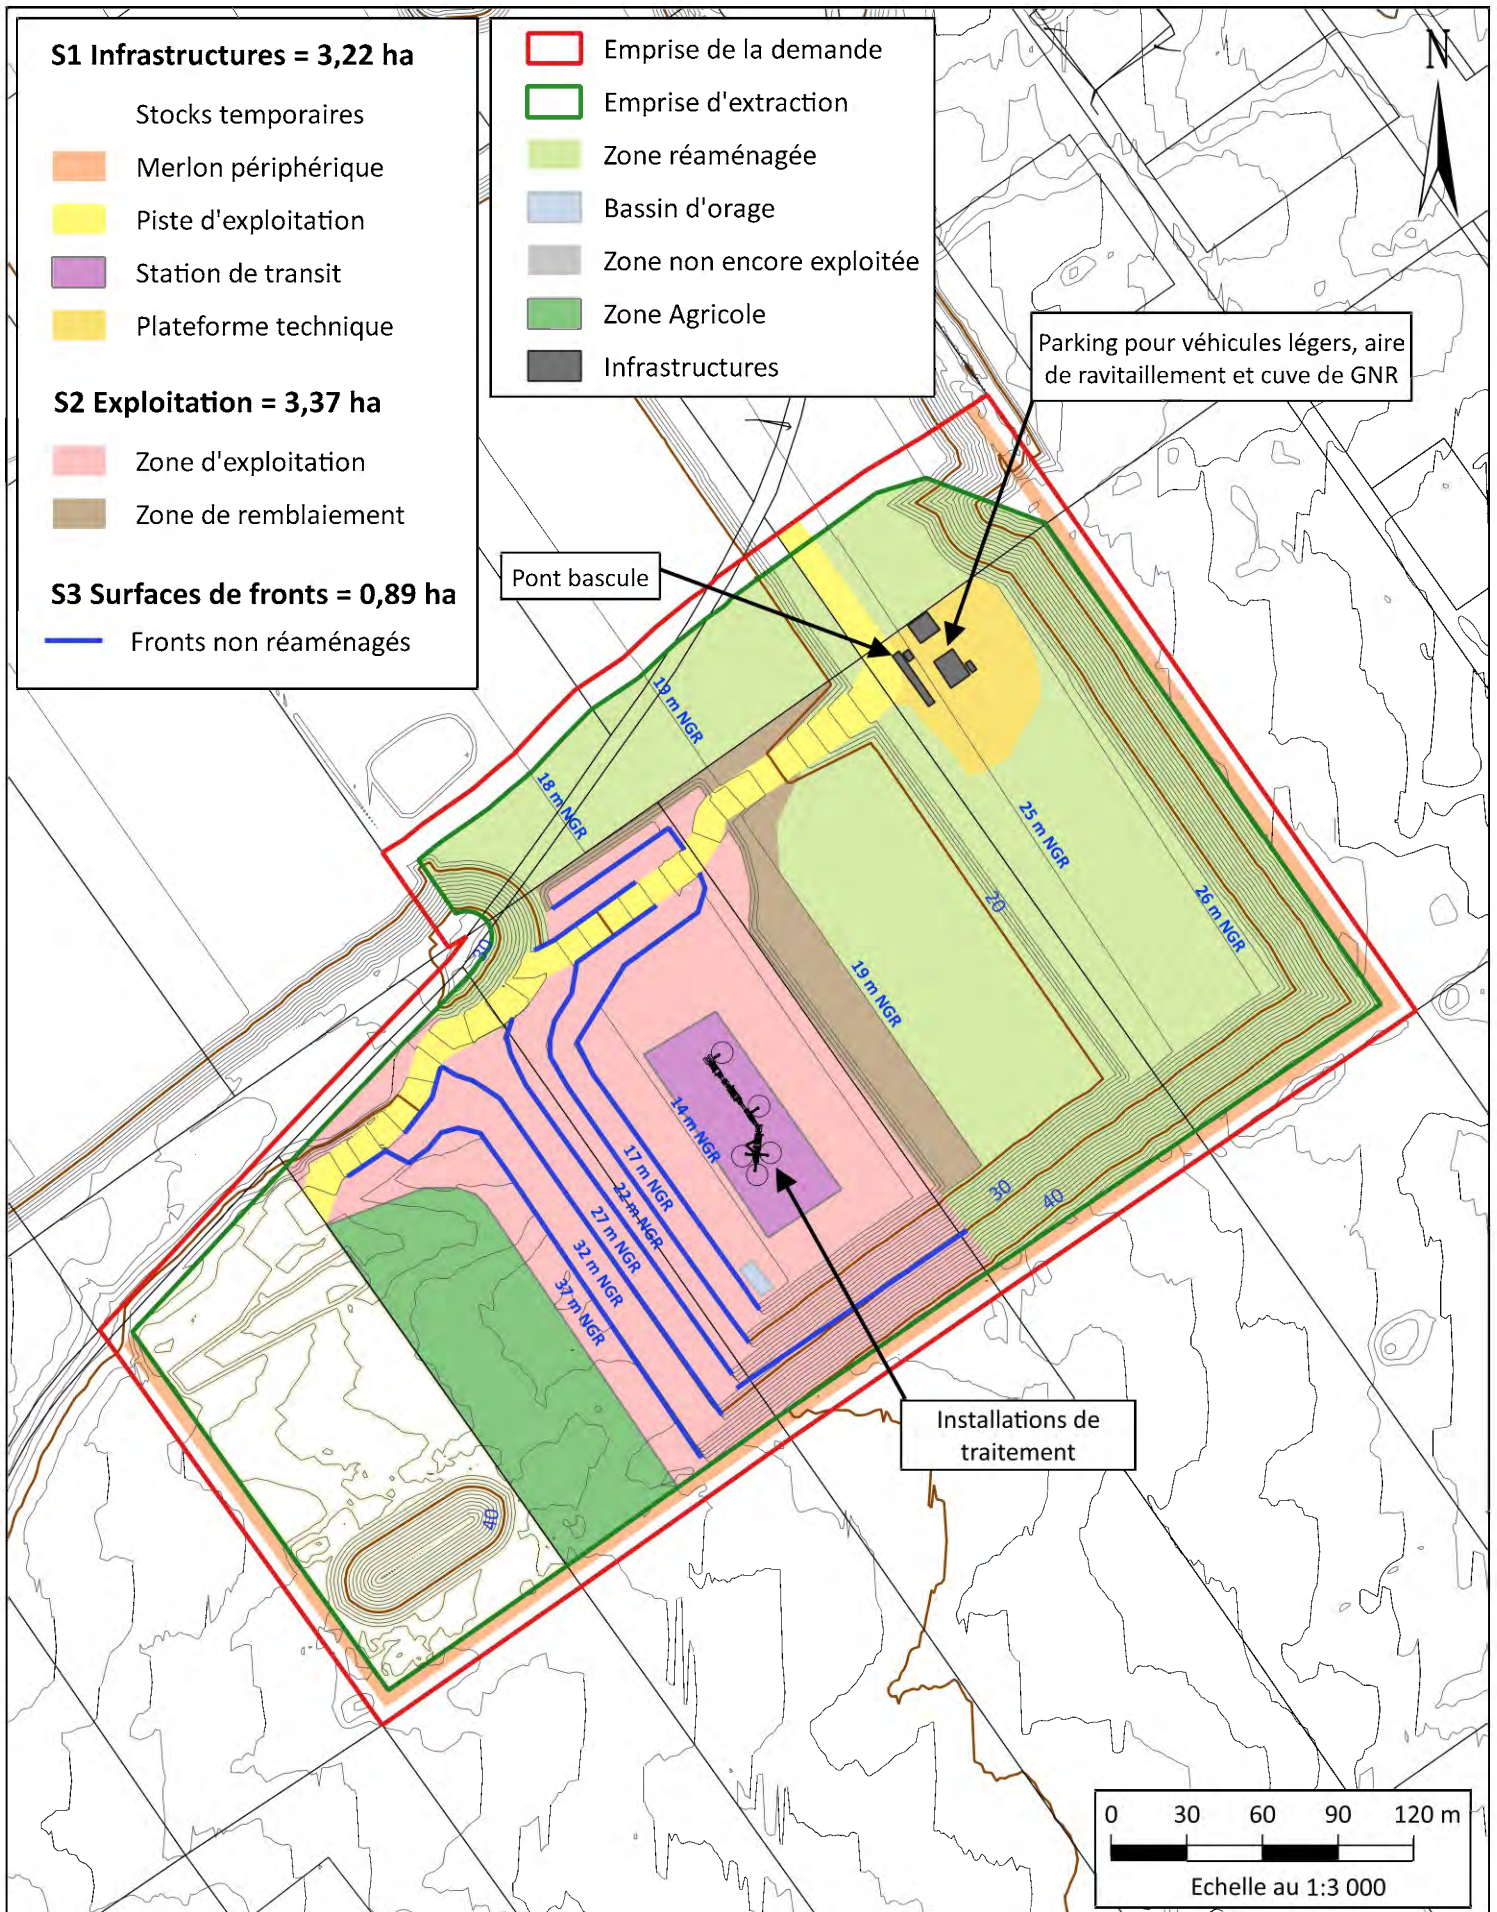 S1 Infrastructures = 3,22 ha
Stocks temporaires
Merlon périphérique
Piste d'exploitation
Station de transit
Plateforme technique
S2 Exploitation = 3,37 ha
Zone d'exploitation
Zone de remblaiement
S3 Surfaces de fronts = 0,89 ha
Fronts non réaménagés
Emprise de la demande
Emprise d'extraction
Zone réaménagée
Bassin d'orage
Zone non encore exploitée
Zone Agricole
Infrastructures
N
Parking pour véhicules légers, aire
de ravitaillement et cuve de GNR
Pont bascule
19 m NGR
18 m NGR
25 m NGR
26 m NGR
20
19 m NGR
30
14 m NGR
17 m NGR
22 m NGR
27 m NGR
32 m NGR
37 m NGR
30
40
40
Installations de
traitement
0 30 60 90 120 m
Echelle au 1:3 000